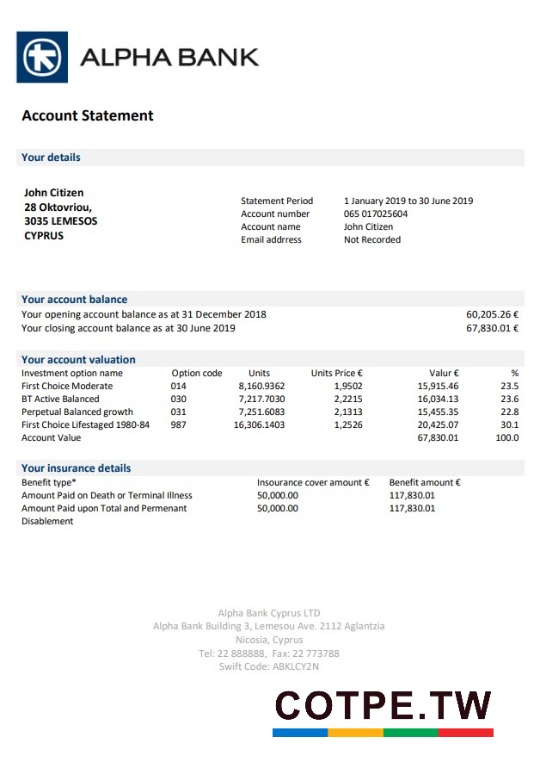 ALPHA BANK
Account Statement
Your details
John Citizen
28 Oktovriou,
3035 LEMESOS
CYPRUS
Statement Period 1 January 2019 to 30 June 2019
Account number 065 017025604
Account name John Citizen
Email addrress Not Recorded
Your account balance
Your opening account balance as at 31 December 2018 60,205.26 €
Your closing account balance as at 30 June 2019 67,830.01 €
Your account valuation
Investment option name Option code Units Units Price € Valur € %
First Choice Moderate 014 8,160.9362 1,9502 15,915.46 23.5
BT Active Balanced 030 7,217.7030 2,2215 16,034.13 23.6
Perpetual Balanced growth 031 7,251.6083 2,1313 15,455.35 22.8
First Choice Lifestaged 1980-84 987 16,306.1403 1,2526 20,425.07 30.1
Account Value 67,830.01 100.0
Your insurance details
Benefit type* Insourance cover amount € Benefit amount €
Amount Paid on Death or Terminal Illness 50,000.00 117,830.01
Amount Paid upon Total and Permenant 50,000.00 117,830.01
Disablement
Alpha Bank Cyprus LTD
Alpha Bank Building 3, Lemesou Ave. 2112 Aglantzia
Nicosia, Cyprus
Tel: 22 888888, Fax: 22 773788
Swift Code: ABKLCY2N
COTPE.TW